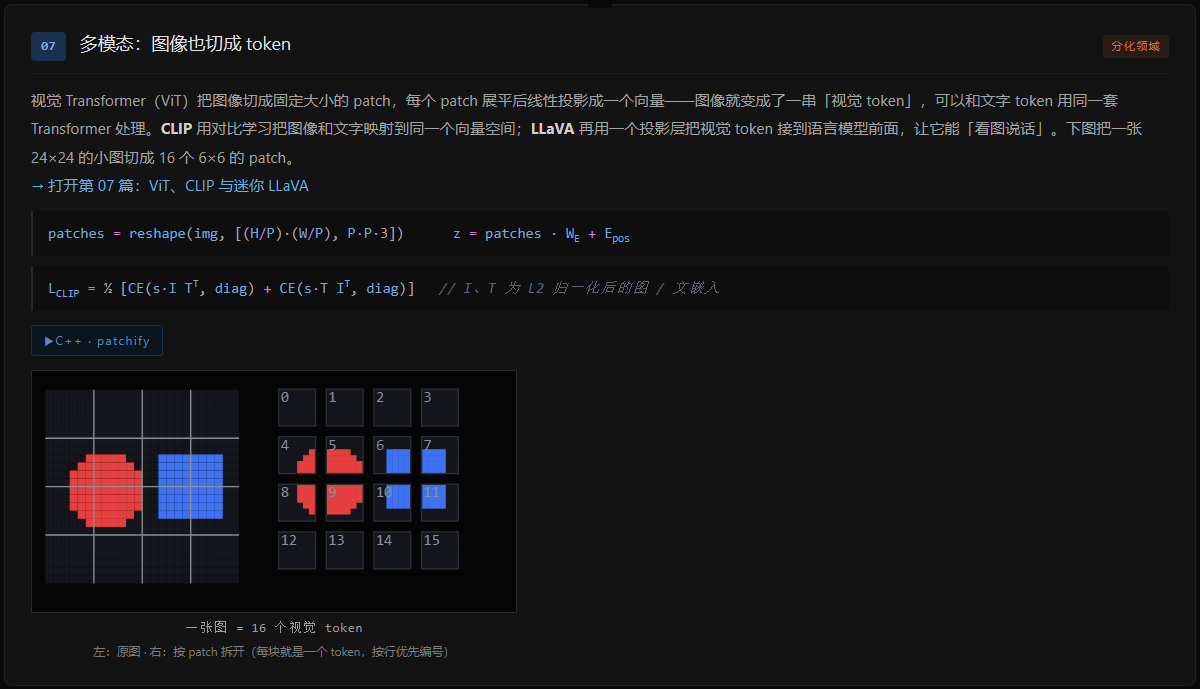 07 多模态：图像也切成 token 分化领域
视觉 Transformer（ViT）把图像切成固定大小的 patch，每个 patch 展平后线性投影成一个向量——图像就变成了一串「视觉 token」，可以和文字 token 用同一套
Transformer 处理。CLIP 用对比学习把图像和文字映射到同一个向量空间；LLaVA 再用一个投影层把视觉 token 接到语言模型前面，让它能「看图说话」。下图把一张
24×24 的小图切成 16 个 6×6 的 patch。
→ 打开第 07 篇：ViT、CLIP 与迷你 LLaVA
patches = reshape(img, [(H/P)·(W/P), P·P·3]) z = patches · W_E + E_pos
L_CLIP = ½ [CE(s·I T^T, diag) + CE(s·T I^T, diag)] // I、T 为 L2 归一化后的图 / 文嵌入
▶C++ · patchify
0 1 2 3
4 5 6 7
8 9 10 11
12 13 14 15
一张图 = 16 个视觉 token
左：原图 · 右：按 patch 拆开（每块就是一个 token，按行优先编号）